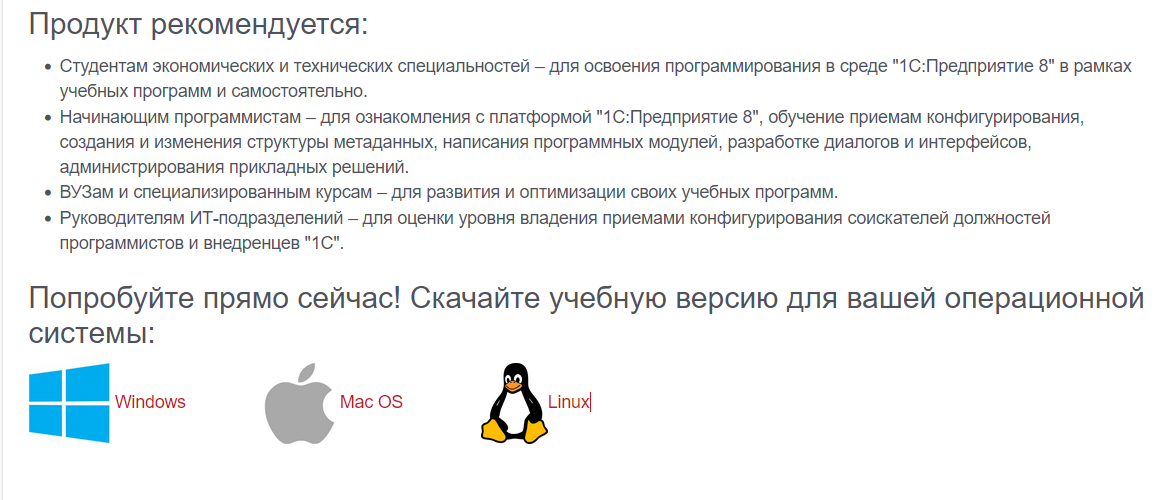 Продукт рекомендуется:
• Студентам экономических и технических специальностей – для освоения программирования в среде "1С:Предприятие 8" в рамках
учебных программ и самостоятельно.
• Начинающим программистам – для ознакомления с платформой "1С:Предприятие 8", обучение приемам конфигурирования,
создания и изменения структуры метаданных, написания программных модулей, разработке диалогов и интерфейсов,
администрирования прикладных решений.
• ВУЗам и специализированным курсам – для развития и оптимизации своих учебных программ.
• Руководителям ИТ-подразделений – для оценки уровня владения приемами конфигурирования соискателей должностей
программистов и внедренцев "1С".
Попробуйте прямо сейчас! Скачайте учебную версию для вашей операционной
системы:
Windows Mac OS Linux